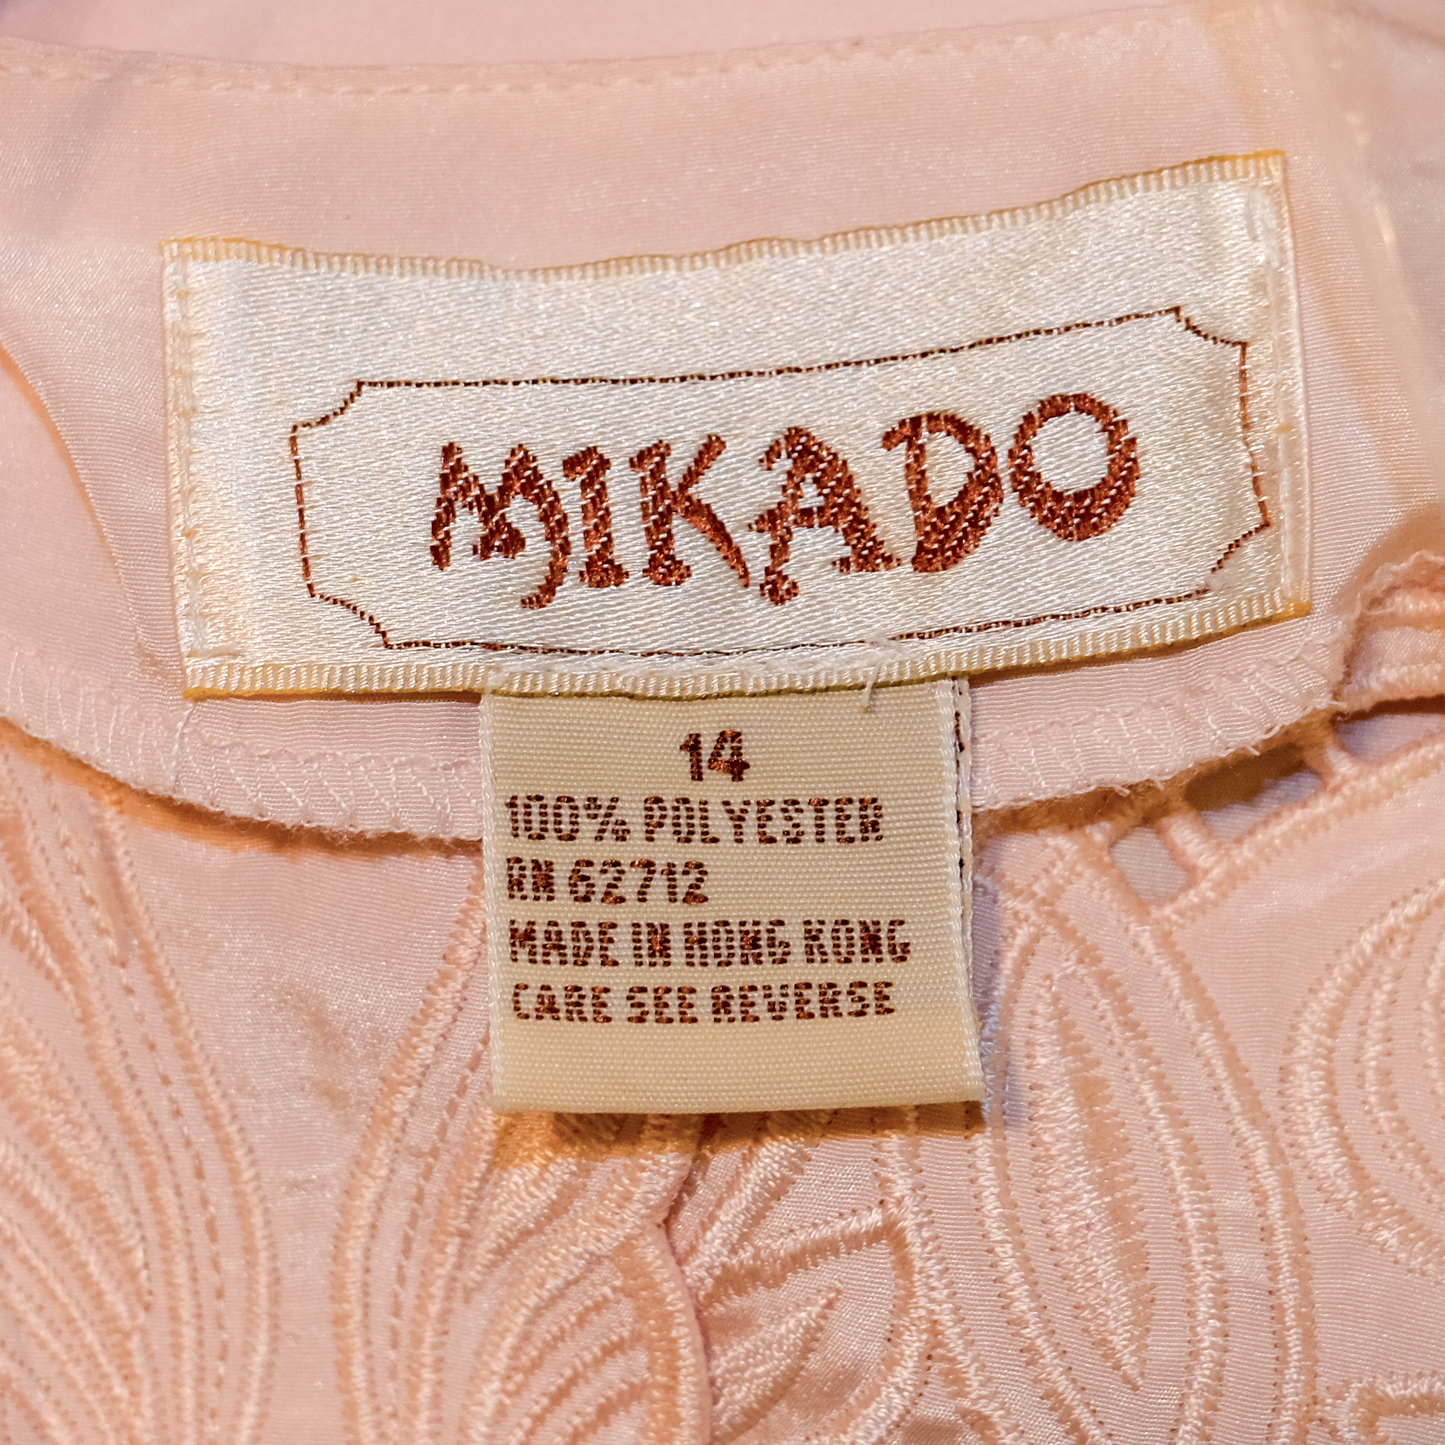 MIKADO
14
100% POLYESTER
RN 62712
MADE IN HONG KONG
CARE SEE REVERSE